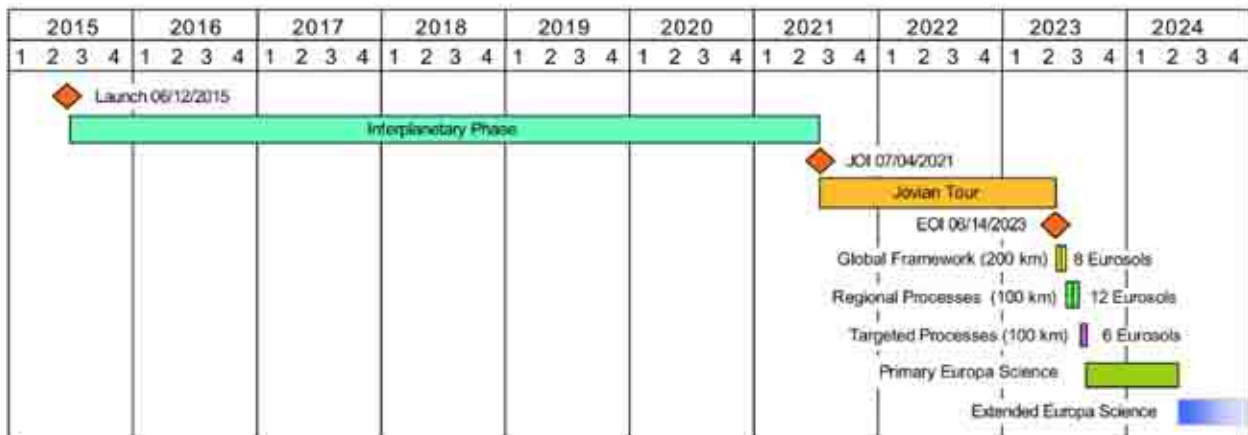 2015 2016 2017 2018 2019 2020 2021 2022 2023 2024
1 2 3 4 1 2 3 4 1 2 3 4 1 2 3 4 1 2 3 4 1 2 3 4 1 2 3 4 1 2 3 4 1 2 3 4 1 2 3 4
Launch 06/12/2015
Interplanetary Phase
JOI 07/04/2021
Jovian Tour
EOI 06/14/2023
Global Framework (200 km) 8 Eurosols
Regional Processes (100 km) 12 Eurosols
Targeted Processes (100 km) 6 Eurosols
Primary Europa Science
Extended Europa Science